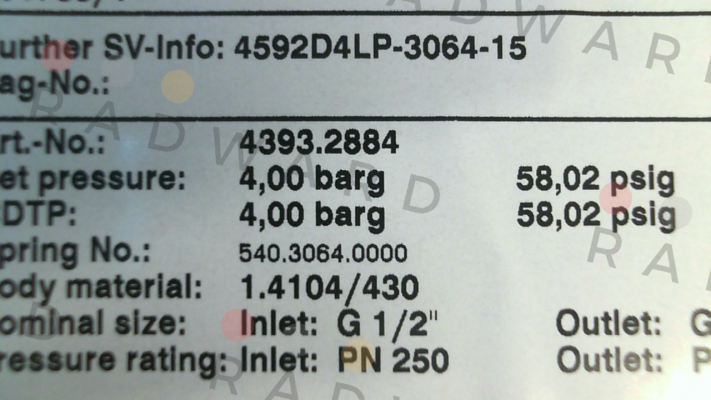 urther SV-Info: 4592D4LP-3064-15
ag-No.:
rt.-No.: 4393.2884
et pressure: 4,00 barg 58,02 psig
DTP: 4,00 barg 58,02 psig
pring No.: 540.3064.0000
ody material: 1.4104/430
ominal size: Inlet: G 1/2" Outlet: G
ressure rating: Inlet: PN 250 Outlet: P
RADWARD
RADWARD